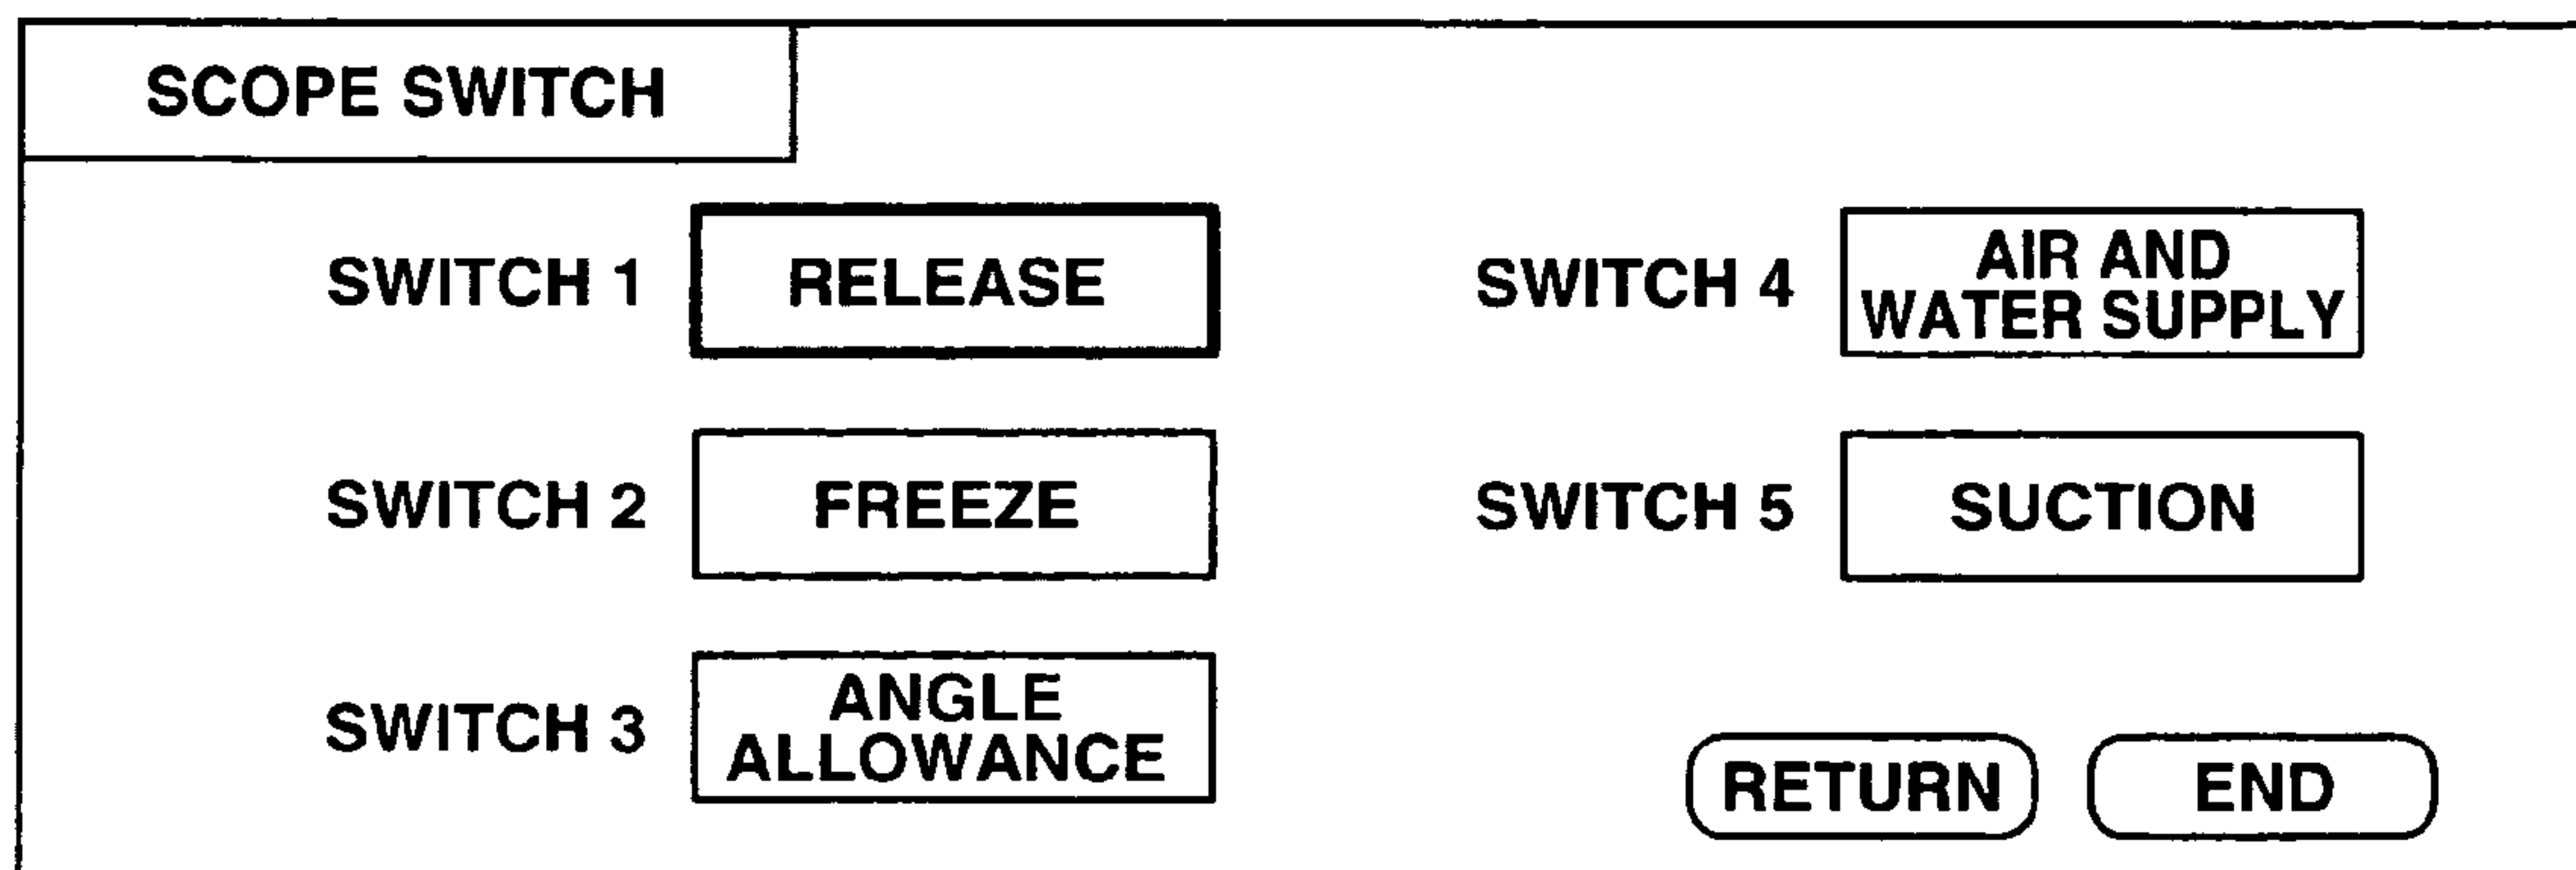 SCOPE SWITCH
SWITCH 1
RELEASE
SWITCH 2
FREEZE
SWITCH 3
ANGLE
ALLOWANCE
SWITCH 4
AIR AND
WATER SUPPLY
SWITCH 5
SUCTION
RETURN
END